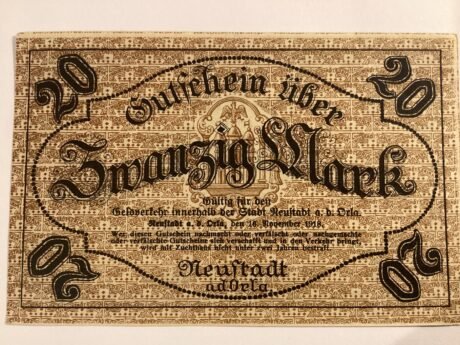 20
20
Gutschein über
Zwanzig Mark
Gültig für den
Geldverkehr innerhalb der Stadt Neustadt a. d. Orla.
Neustadt a. d. Orla, den 16. November 1918.
Wer diesen Gutschein nachmacht oder verfälscht oder nachgemachte
oder verfälschte Gutscheine sich verschafft und in den Verkehr bringt,
wird mit Zuchthaus nicht unter zwei Jahren bestraft.
Neustadt
adOrla
20
20